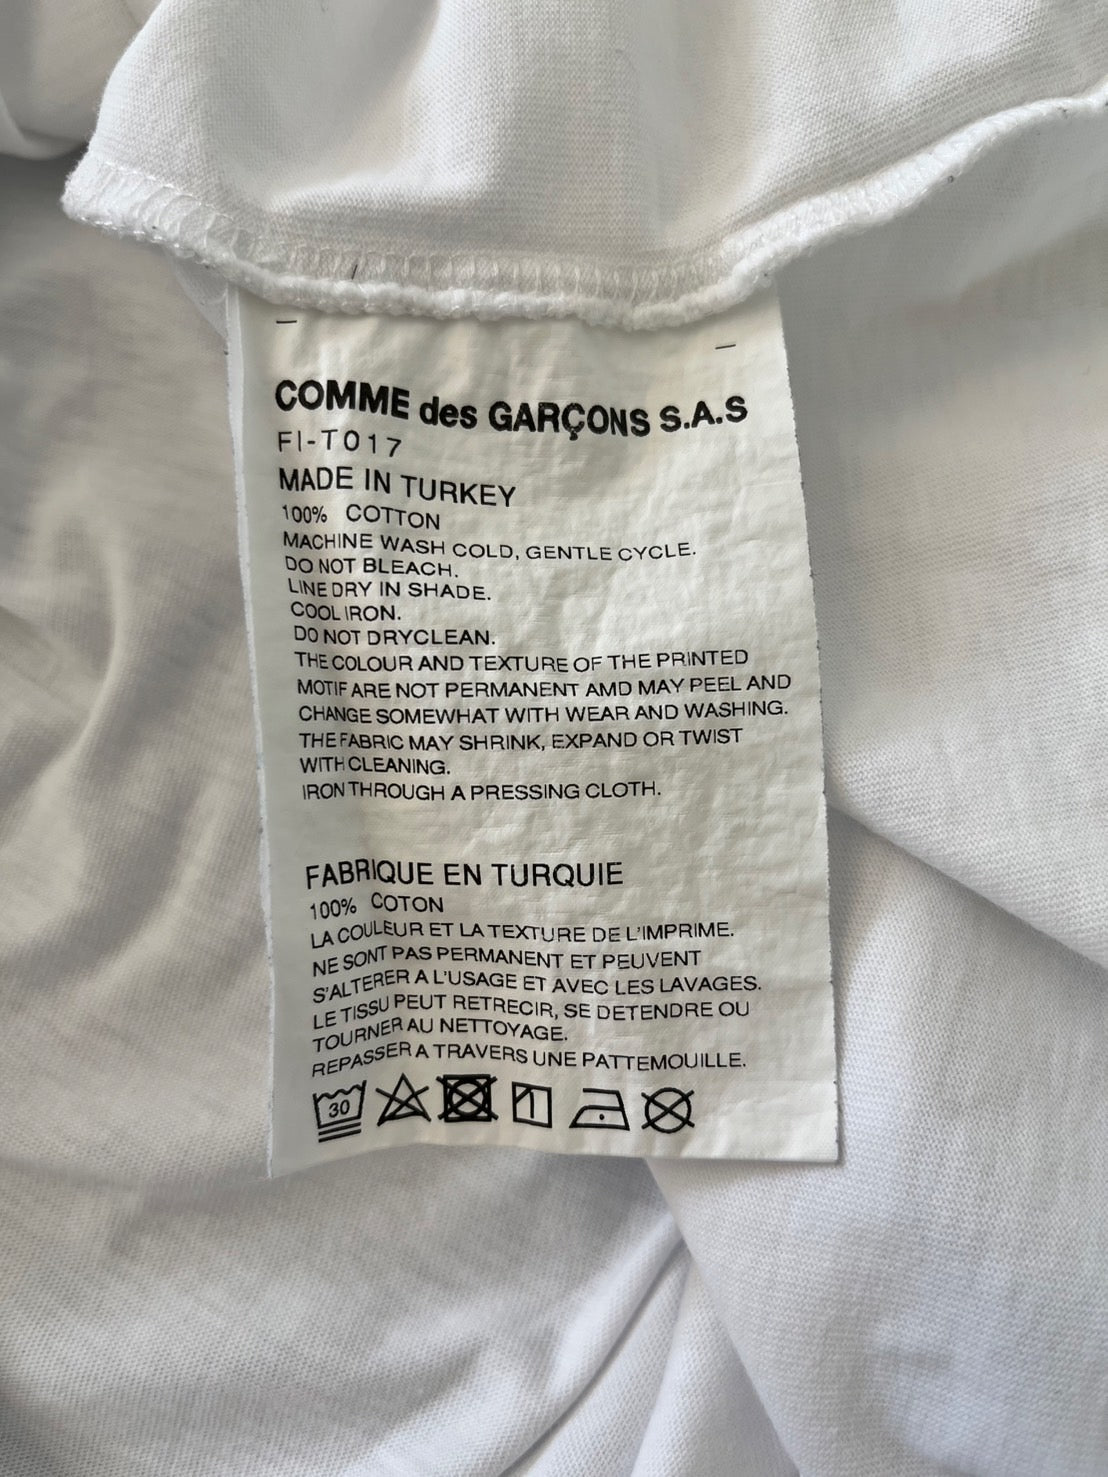 COMME des GARÇONS S.A.S
FI-T017
MADE IN TURKEY
100% COTTON
MACHINE WASH COLD, GENTLE CYCLE.
DO NOT BLEACH.
LINE DRY IN SHADE.
COOL IRON.
DO NOT DRYCLEAN.
THE COLOUR AND TEXTURE OF THE PRINTED
MOTIF ARE NOT PERMANENT AMD MAY PEEL AND
CHANGE SOMEWHAT WITH WEAR AND WASHING.
THE FABRIC MAY SHRINK, EXPAND OR TWIST
WITH CLEANING.
IRON THROUGH A PRESSING CLOTH.
FABRIQUE EN TURQUIE
100% COTON
LA COULEUR ET LA TEXTURE DE L'IMPRIME.
NE SONT PAS PERMANENT ET PEUVENT
S'ALTERER A L'USAGE ET AVEC LES LAVAGES.
LE TISSU PEUT RETRECIR, SE DETENDRE OU
TOURNER AU NETTOYAGE.
REPASSER A TRAVERS UNE PATTEMOUILLE.
30